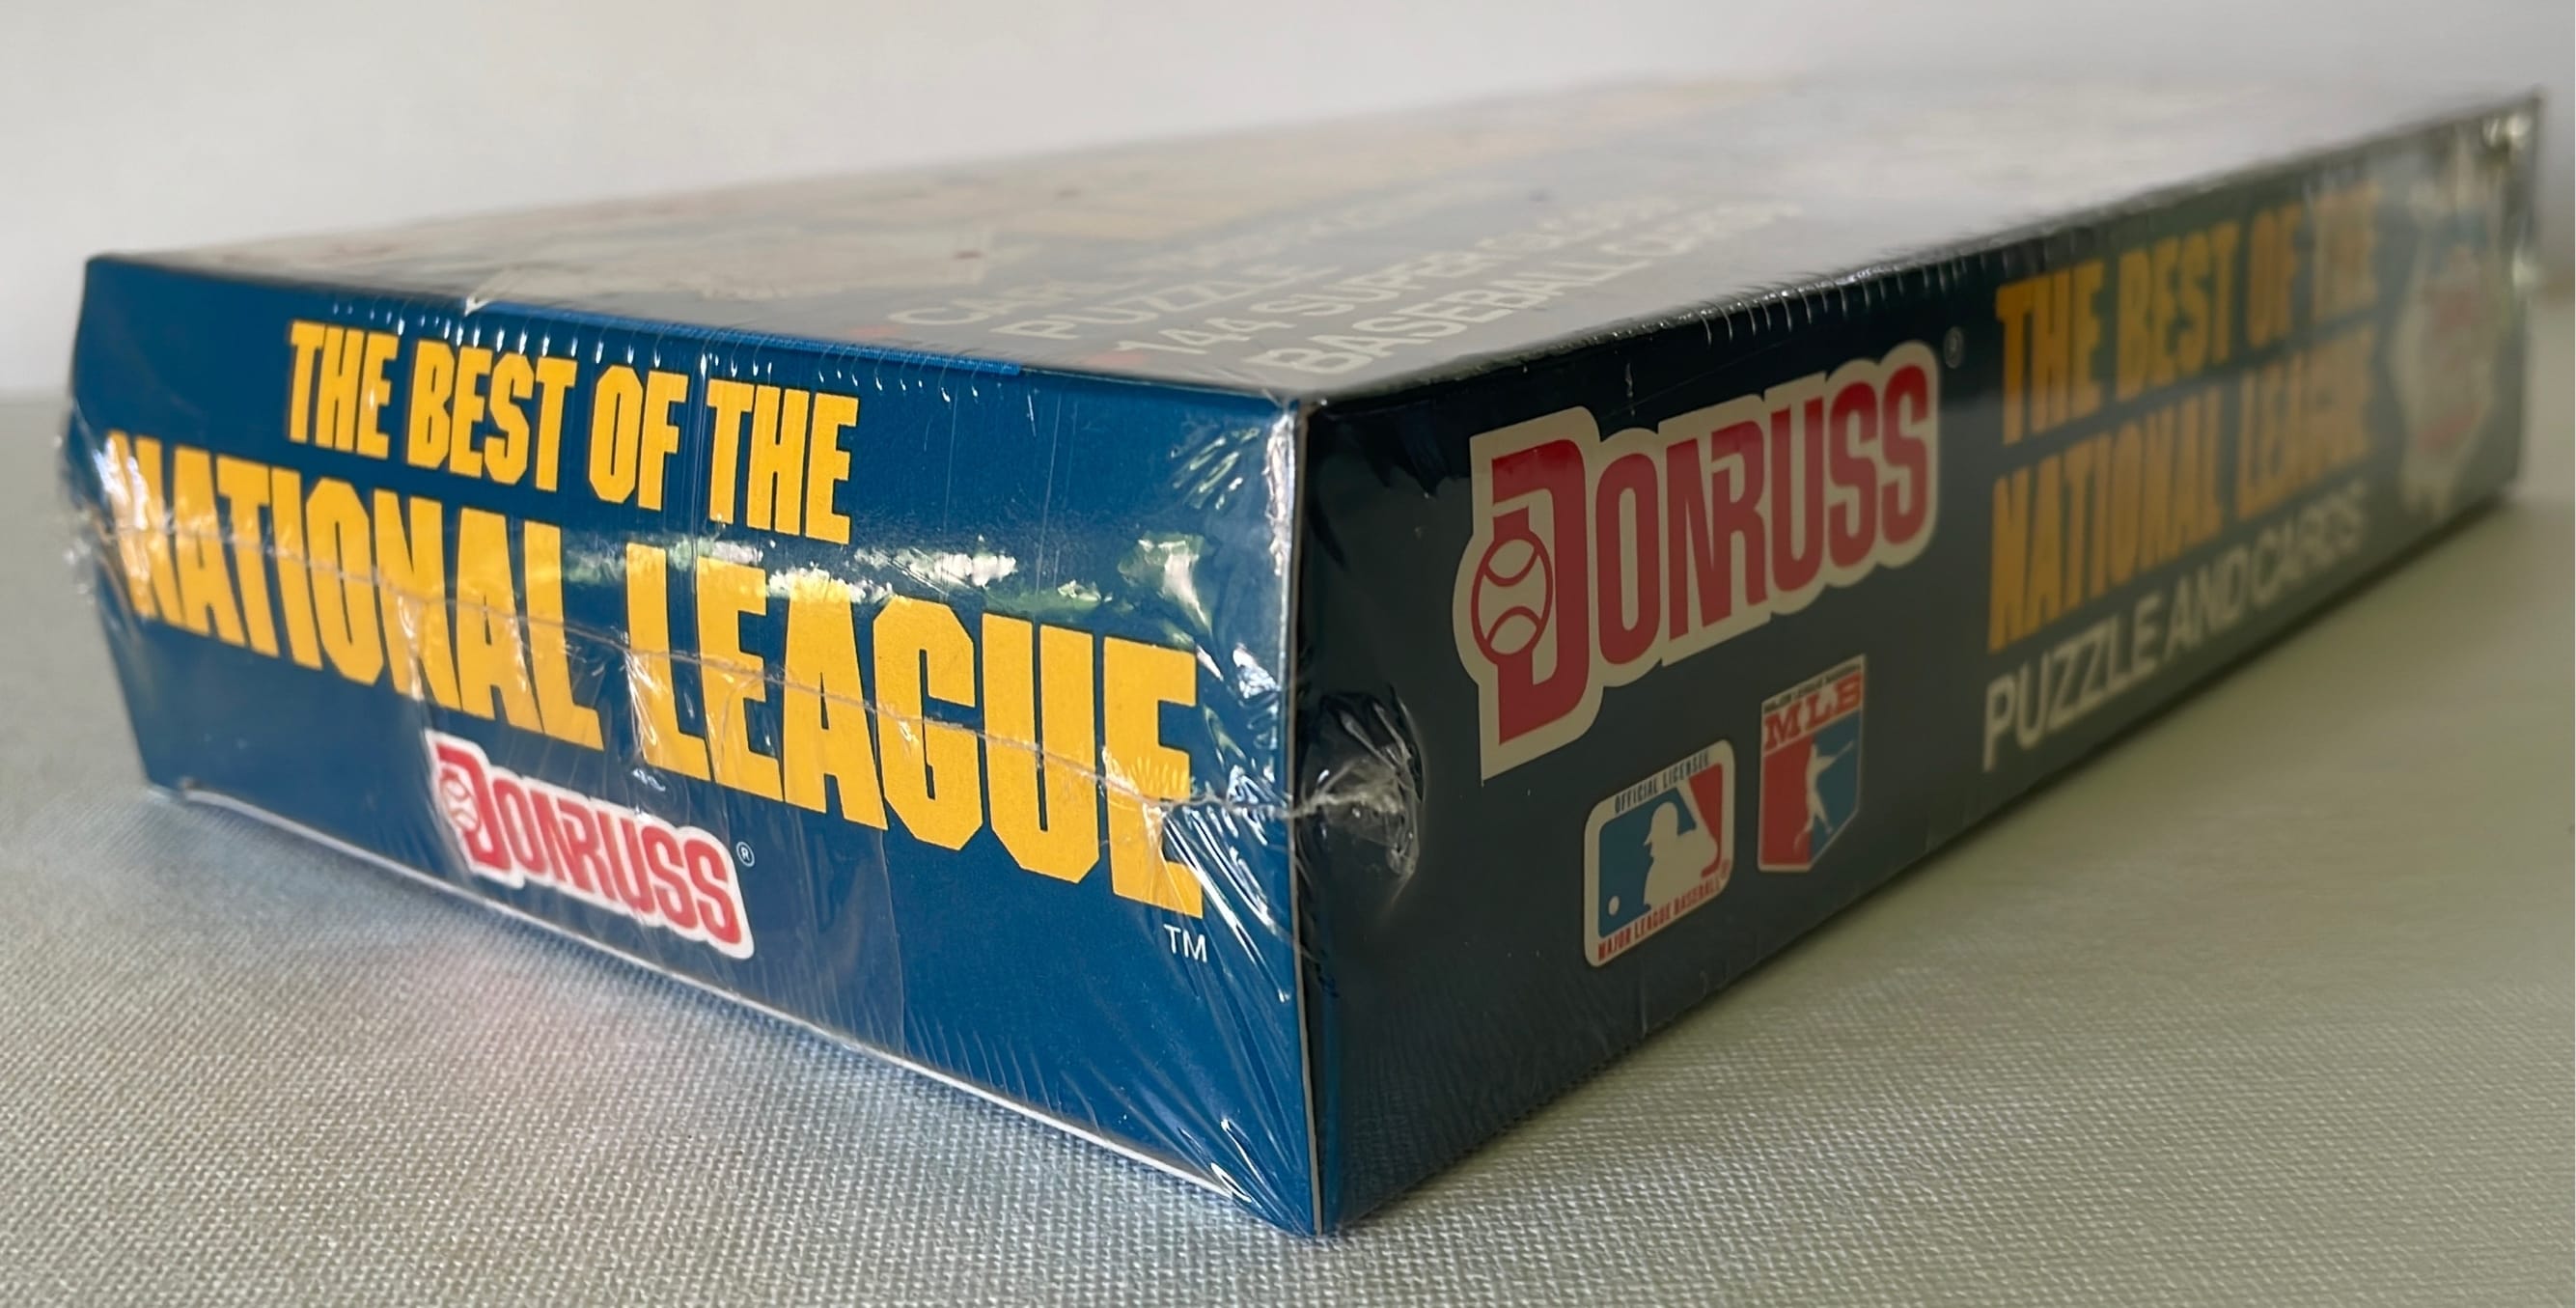 THE BEST OF THE
NATIONAL LEAGUE
TM
DONRUSS®
PUZZLE
144 SUPERGLOSS
BASEBALL CARDS
DONRUSS®
THE BEST OF THE
NATIONAL LEAGUE
PUZZLE AND CARDS
OFFICIAL LICENSEE
MAJOR LEAGUE BASEBALL®
MLB